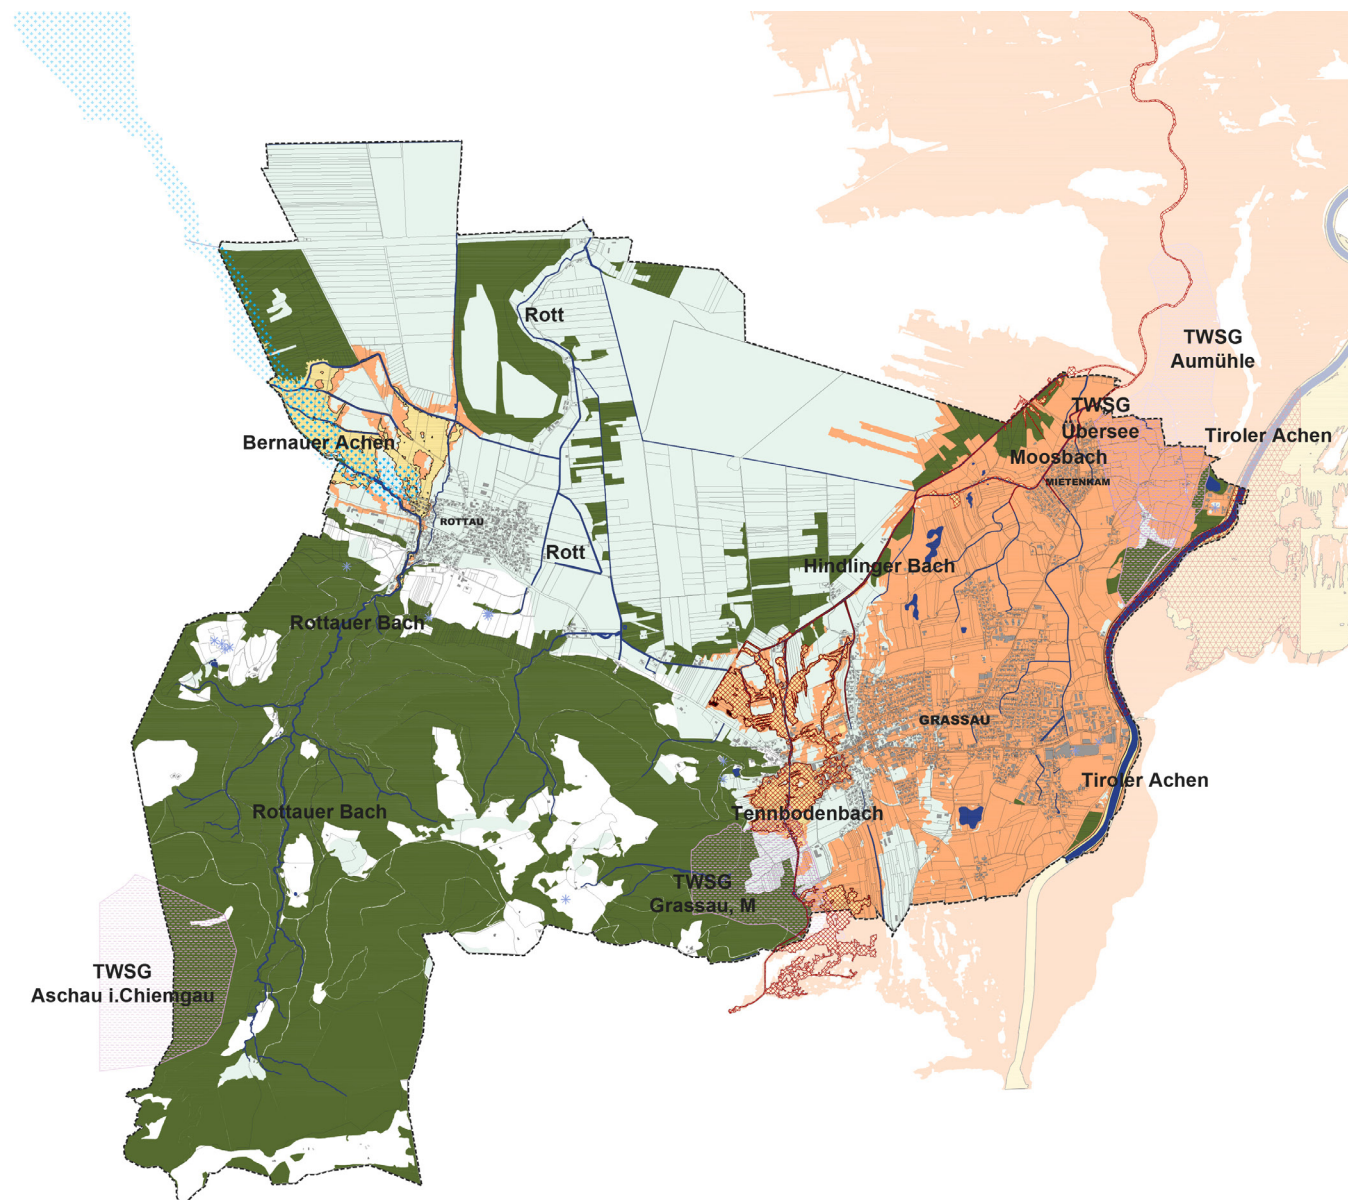 Rott
TWSG
Aumühle
TWSG
Übersee
Moosbach
Tiroler Achen
Bernauer Achen
MIETENKAM
ROTTAU
Rott
Hindlinger Bach
Rottauer Bach
GRASSAU
Tiroler Achen
Rottauer Bach
Tennbodenbach
TWSG
Grassau, M
TWSG
Aschau i.Chiemgau